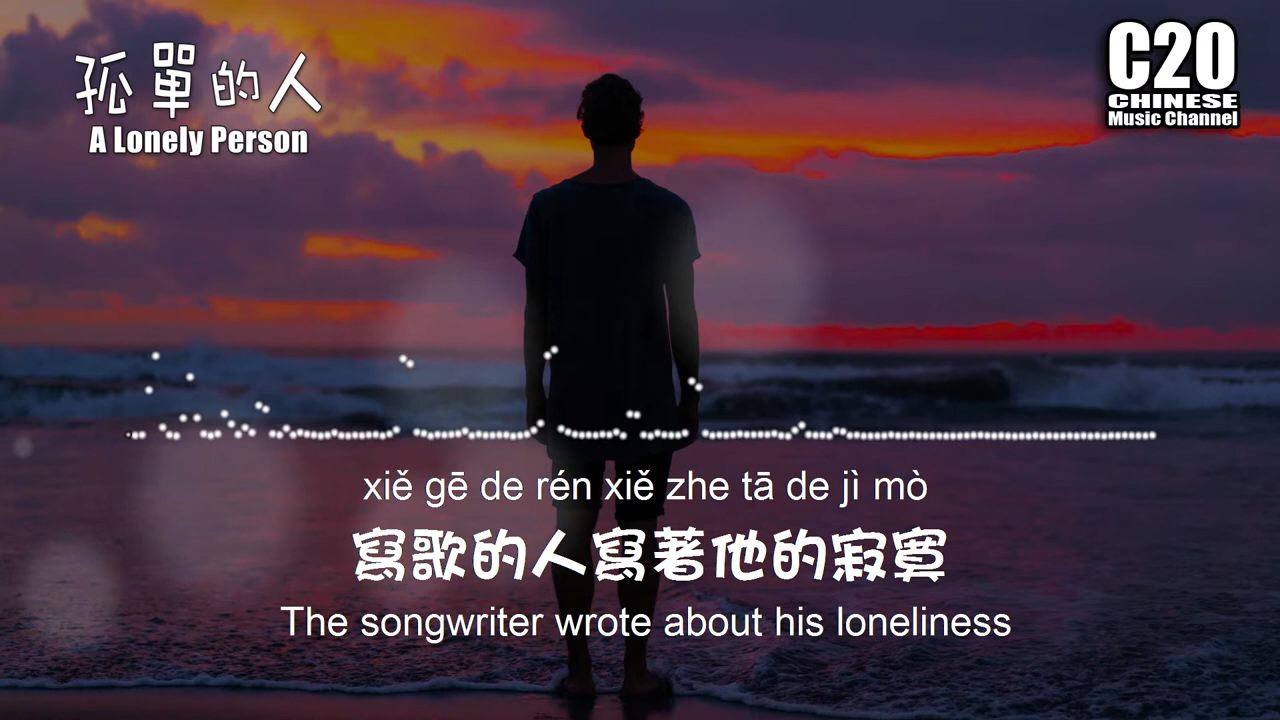 孤單的人
A Lonely Person
C20
CHINESE
Music Channel
xiě gē de rén xiě zhe tā de jì mò
寫歌的人寫著他的寂寞
The songwriter wrote about his loneliness